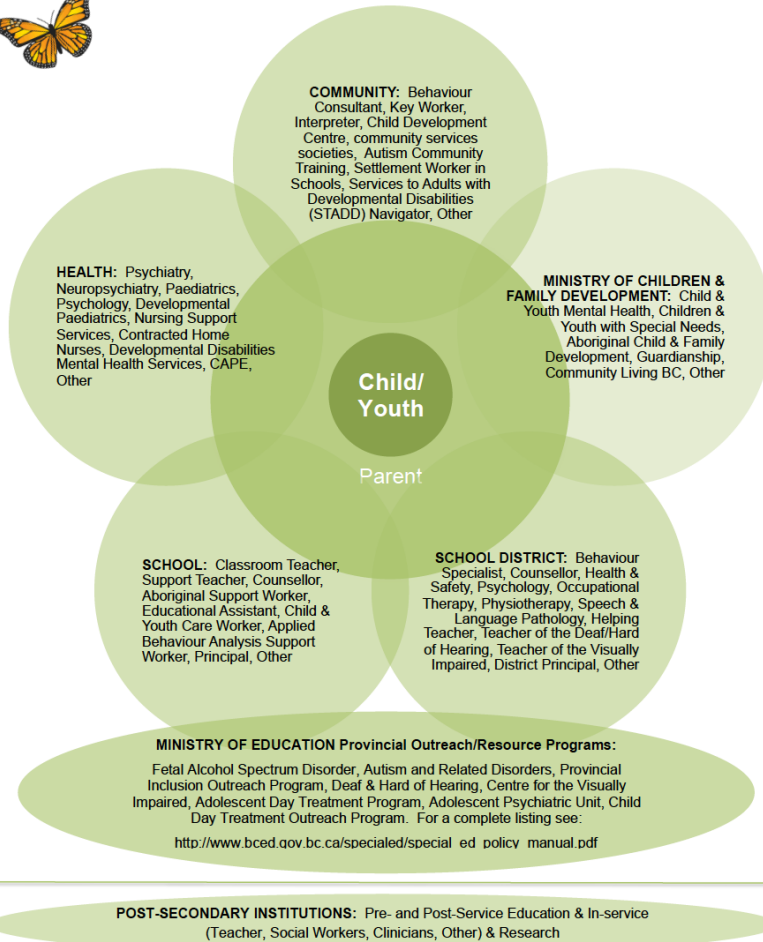 COMMUNITY: Behaviour
Consultant, Key Worker,
Interpreter, Child Development
Centre, community services
societies, Autism Community
Training, Settlement Worker in
Schools, Services to Adults with
Developmental Disabilities
(STADD) Navigator, Other
HEALTH: Psychiatry,
Neuropsychiatry, Paediatrics,
Psychology, Developmental
Paediatrics, Nursing Support
Services, Contracted Home
Nurses, Developmental Disabilities
Mental Health Services, CAPE,
Other
MINISTRY OF CHILDREN &
FAMILY DEVELOPMENT: Child &
Youth Mental Health, Children &
Youth with Special Needs,
Aboriginal Child & Family
Development, Guardianship,
Community Living BC, Other
Child/
Youth
Parent
SCHOOL: Classroom Teacher,
Support Teacher, Counsellor,
Aboriginal Support Worker,
Educational Assistant, Child &
Youth Care Worker, Applied
Behaviour Analysis Support
Worker, Principal, Other
SCHOOL DISTRICT: Behaviour
Specialist, Counsellor, Health &
Safety, Psychology, Occupational
Therapy, Physiotherapy, Speech &
Language Pathology, Helping
Teacher, Teacher of the Deaf/Hard
of Hearing, Teacher of the Visually
Impaired, District Principal, Other
MINISTRY OF EDUCATION Provincial Outreach/Resource Programs:
Fetal Alcohol Spectrum Disorder, Autism and Related Disorders, Provincial
Inclusion Outreach Program, Deaf & Hard of Hearing, Centre for the Visually
Impaired, Adolescent Day Treatment Program, Adolescent Psychiatric Unit, Child
Day Treatment Outreach Program. For a complete listing see:
http://www.bced.gov.bc.ca/specialed/special_ed_policy_manual.pdf
POST-SECONDARY INSTITUTIONS: Pre- and Post-Service Education & In-service
(Teacher, Social Workers, Clinicians, Other) & Research